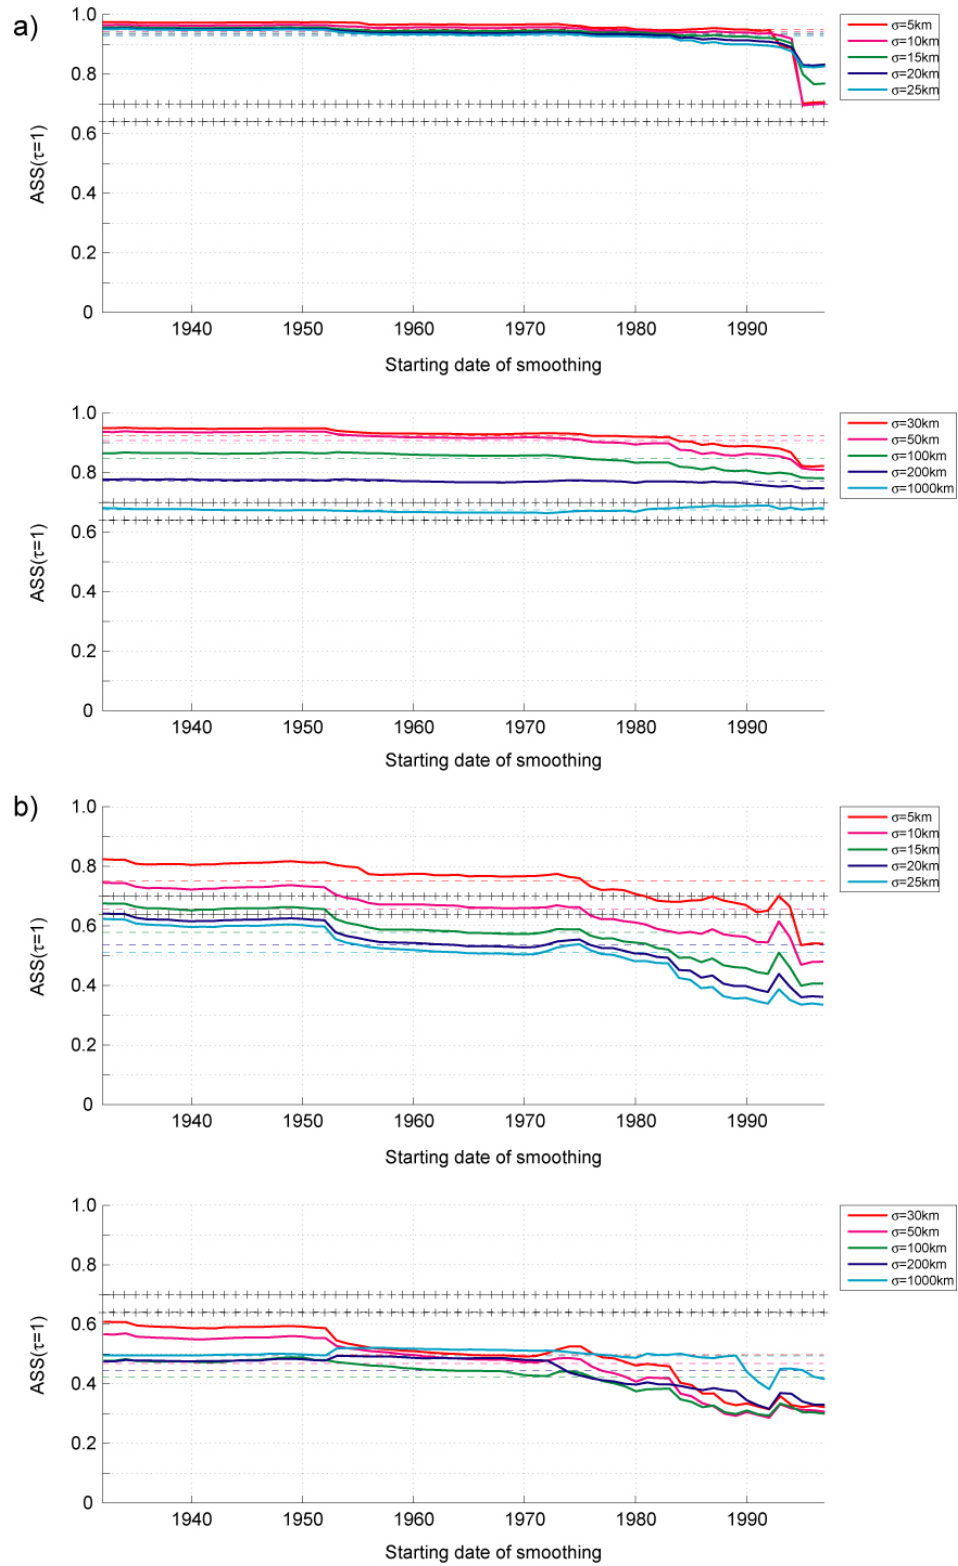 a)
1.0
0.8
0.6
0.4
0.2
0
ASS(τ=1)
1940 1950 1960 1970 1980 1990
Starting date of smoothing
σ=5km
σ=10km
σ=15km
σ=20km
σ=25km
1.0
0.8
0.6
0.4
0.2
0
ASS(τ=1)
1940 1950 1960 1970 1980 1990
Starting date of smoothing
σ=30km
σ=50km
σ=100km
σ=200km
σ=1000km
b)
1.0
0.8
0.6
0.4
0.2
0
ASS(τ=1)
1940 1950 1960 1970 1980 1990
Starting date of smoothing
σ=5km
σ=10km
σ=15km
σ=20km
σ=25km
1.0
0.8
0.6
0.4
0.2
0
ASS(τ=1)
1940 1950 1960 1970 1980 1990
Starting date of smoothing
σ=30km
σ=50km
σ=100km
σ=200km
σ=1000km